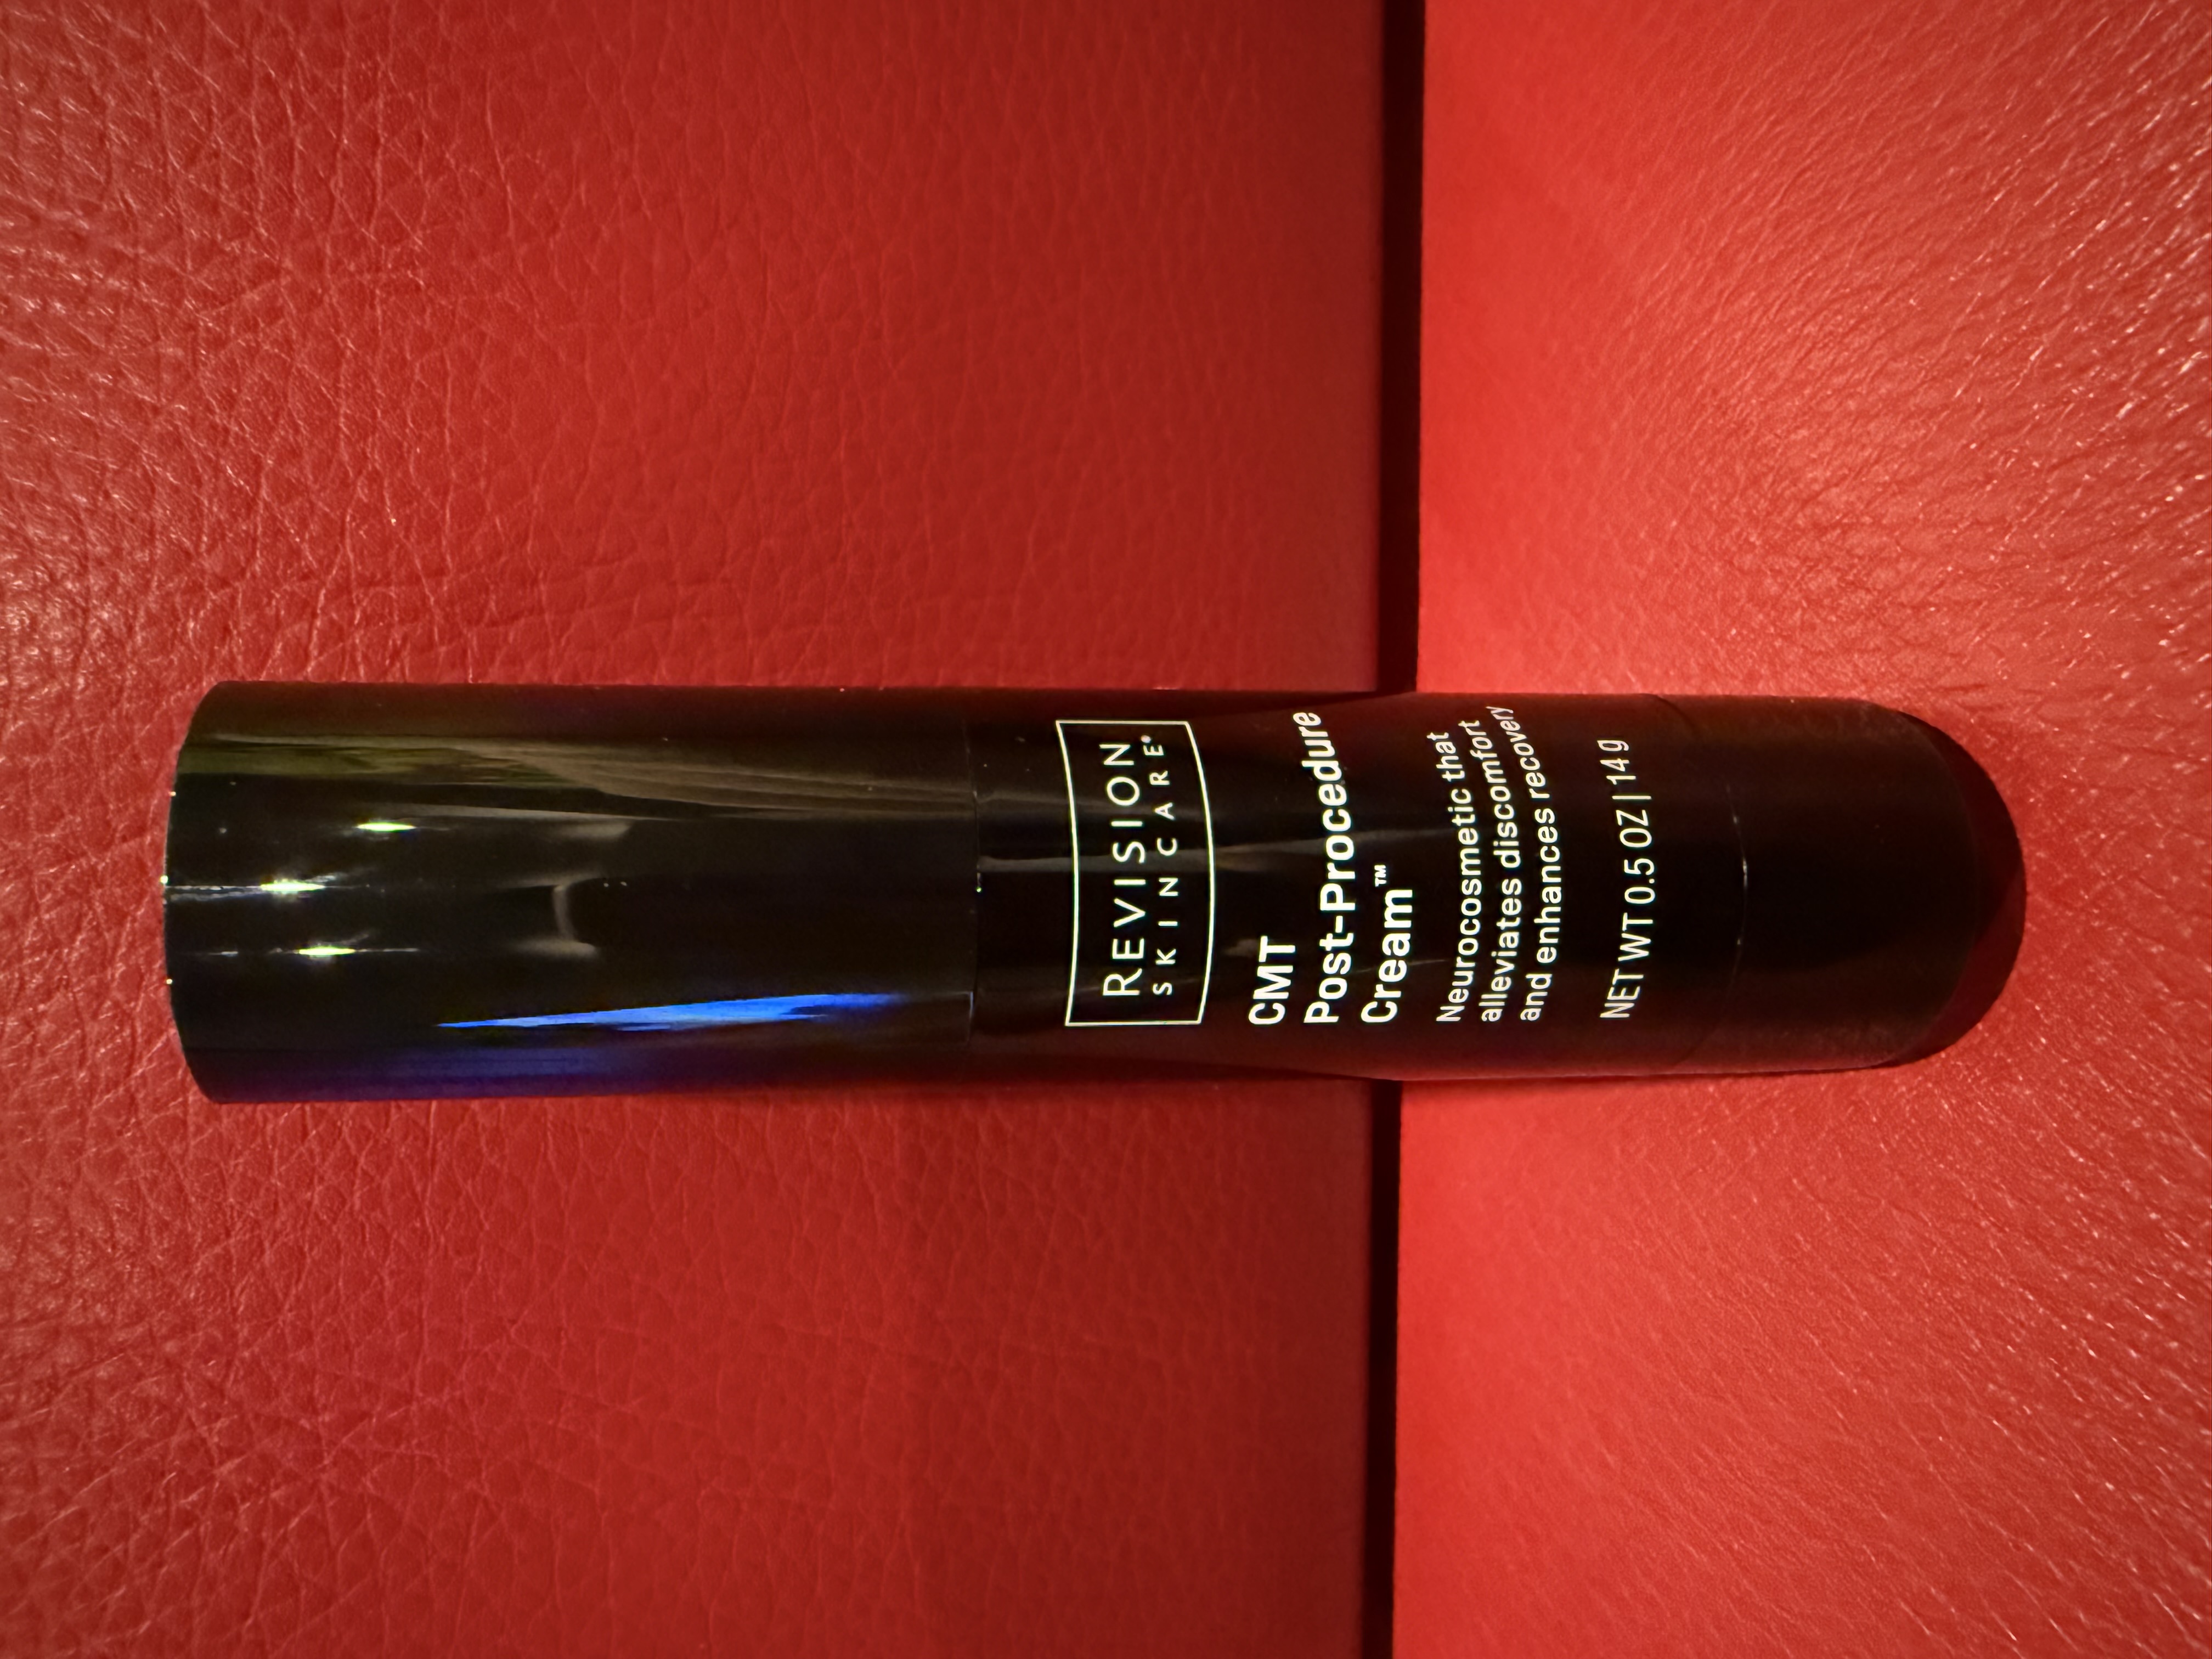 REVISION
SKINCARE®
CMT
Post-Procedure
Cream™
Neurocosmetic that
alleviates discomfort
and enhances recovery
NET WT 0.5 OZ | 14 g